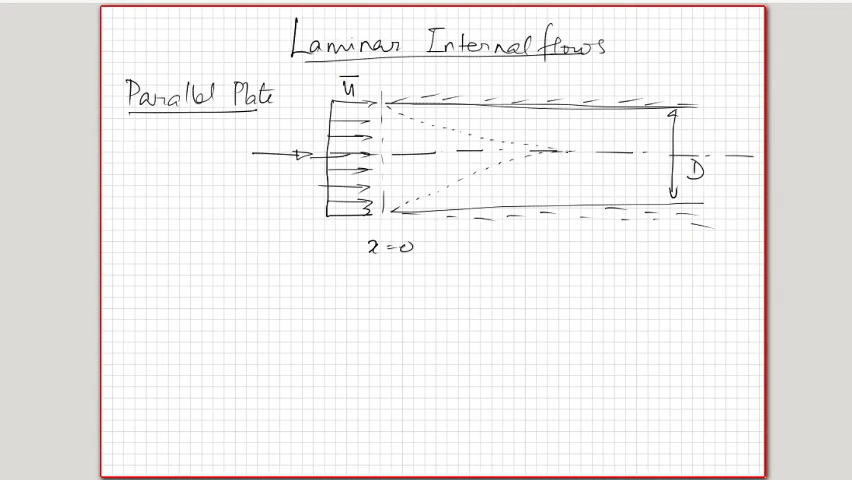 Laminar Internal flows
Parallel Plate
u̅
D
x=0